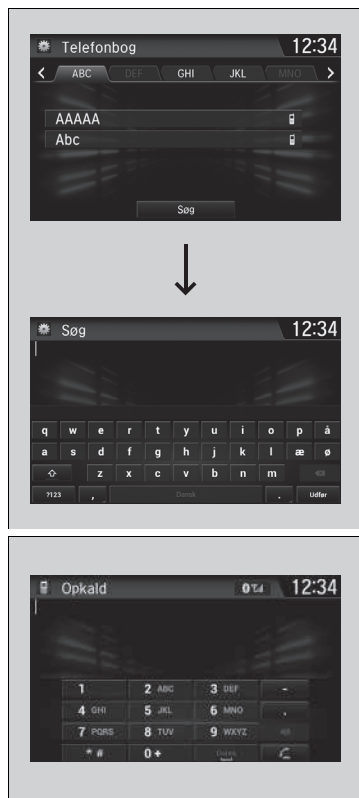 Telefonbog 12:34
ABC DEF GHI JKL MNO
AAAAA
Abc
Søg
Søg 12:34
q w e r t y u i o p å
a s d f g h j k l æ ø
z x c v b n m
?123 , Dansk . Udfør
Opkald 12:34
1 2 ABC 3 DEF -
4 GHI 5 JKL 6 MNO .
7 PQRS 8 TUV 9 WXYZ
* # 0 + Dansk